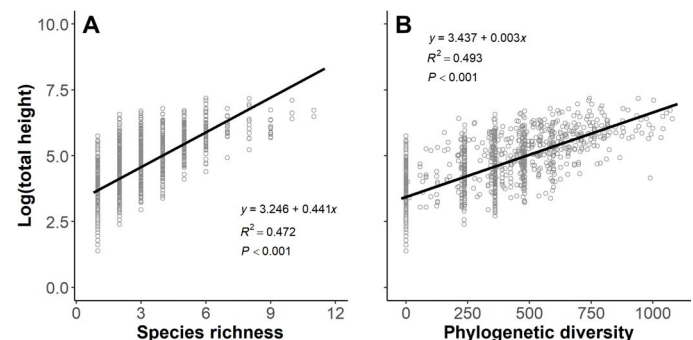 A
B
10.0
7.5
5.0
2.5
0.0
Log(total height)
y = 3.246 + 0.441x
R² = 0.472
P < 0.001
y = 3.437 + 0.003x
R² = 0.493
P < 0.001
0 3 6 9 12
0 250 500 750 1000
Species richness
Phylogenetic diversity